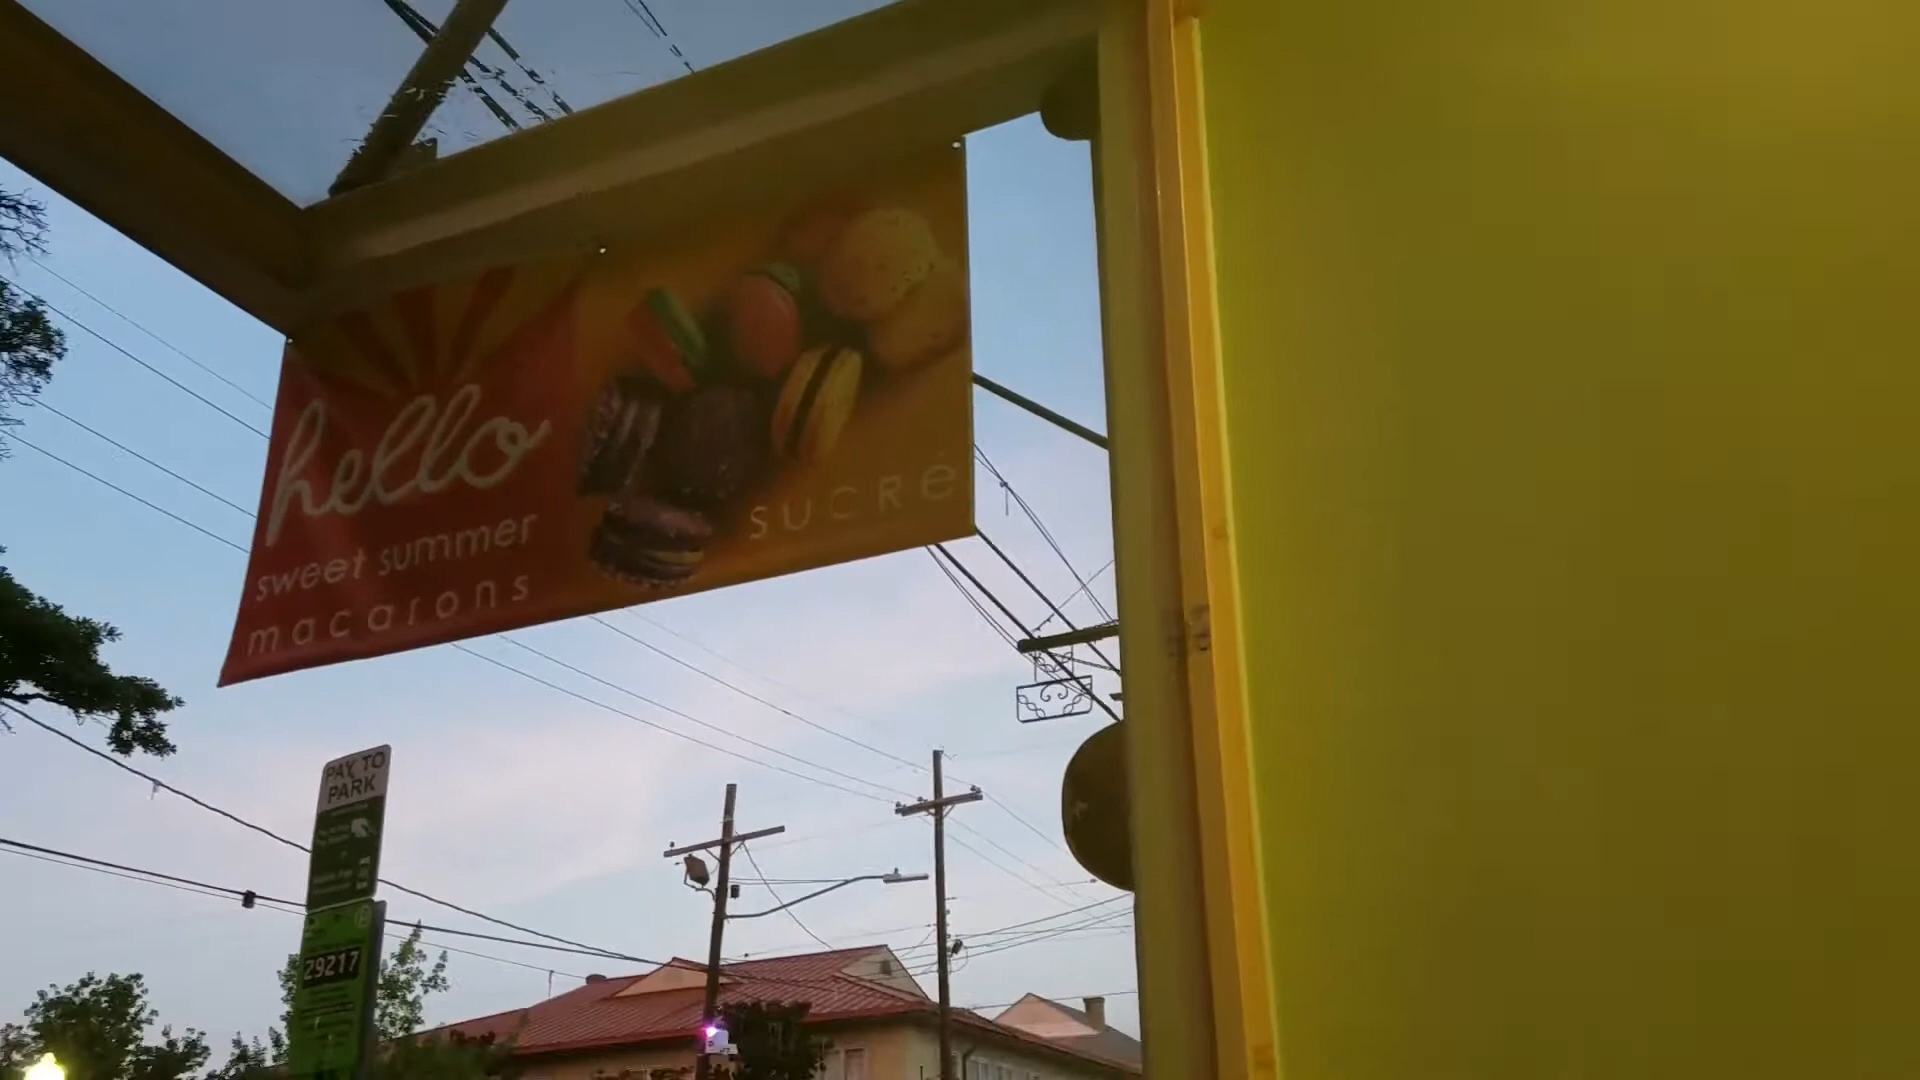 hello
sweet summer
macarons
SUCRÉ
PAY TO
PARK
29217